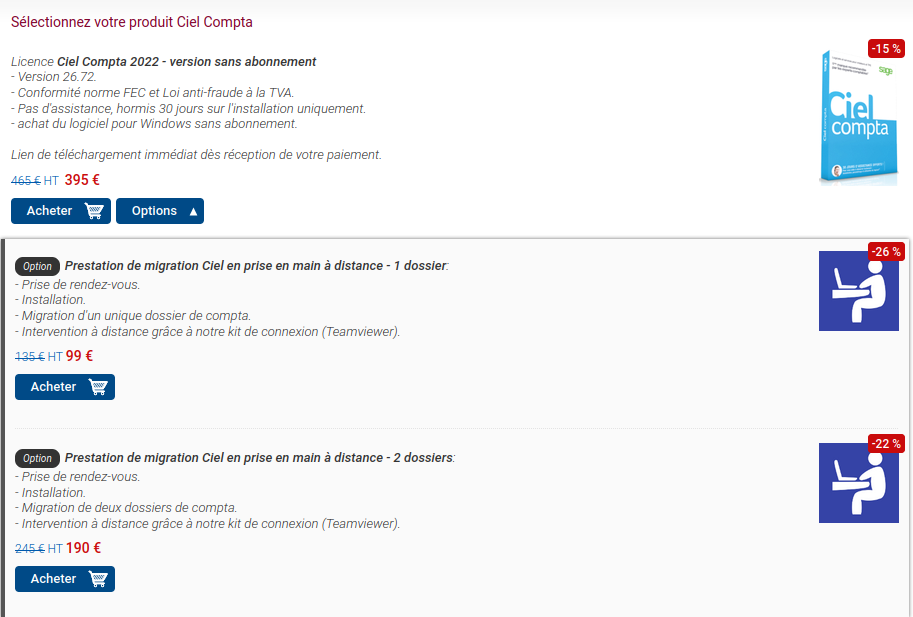 Sélectionnez votre produit Ciel Compta
-15 %
Licence Ciel Compta 2022 - version sans abonnement
- Version 26.72.
- Conformité norme FEC et Loi anti-fraude à la TVA.
- Pas d'assistance, hormis 30 jours sur l'installation uniquement.
- achat du logiciel pour Windows sans abonnement.
sage
Ciel
compta
Lien de téléchargement immédiat dès réception de votre paiement.
465 € HT 395 €
Acheter
Options ▲
-26 %
Option Prestation de migration Ciel en prise en main à distance - 1 dossier:
- Prise de rendez-vous.
- Installation.
- Migration d'un unique dossier de compta.
- Intervention à distance grâce à notre kit de connexion (Teamviewer).
135 € HT 99 €
Acheter
-22 %
Option Prestation de migration Ciel en prise en main à distance - 2 dossiers:
- Prise de rendez-vous.
- Installation.
- Migration de deux dossiers de compta.
- Intervention à distance grâce à notre kit de connexion (Teamviewer).
245 € HT 190 €
Acheter